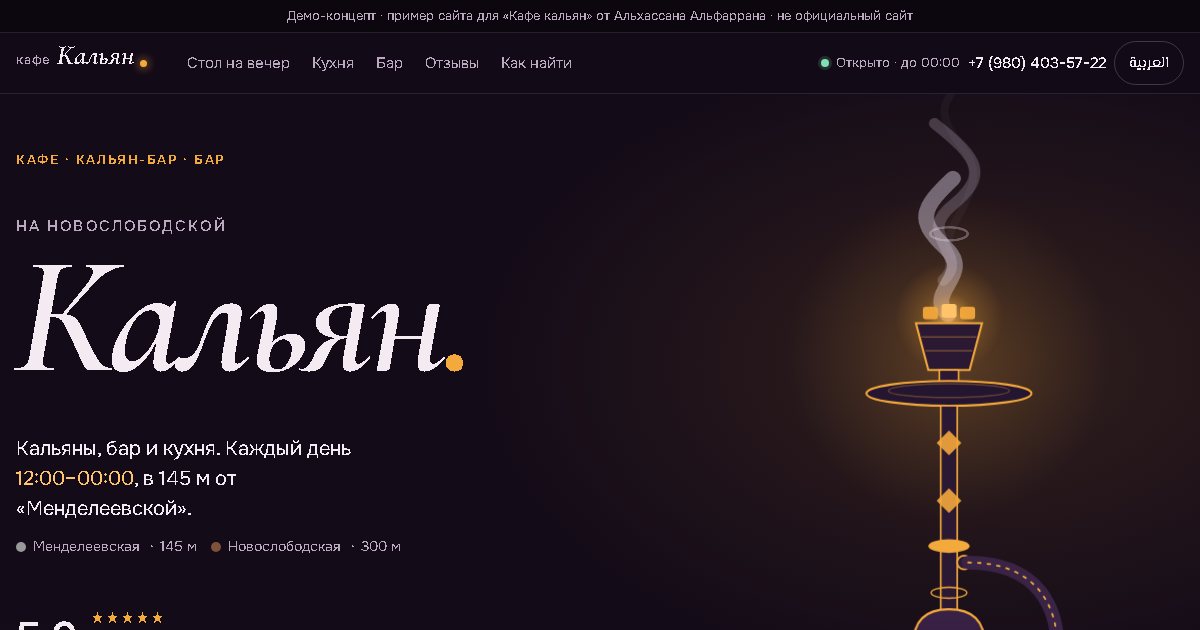 Демо-концепт · пример сайта для «Кафе кальян» от Альхассана Альфаррана · не официальный сайт
кафе Кальян
Стол на вечер Кухня Бар Отзывы Как найти
Открыто · до 00:00 +7 (980) 403-57-22 العربية
КАФЕ · КАЛЬЯН-БАР · БАР
НА НОВОСЛОБОДСКОЙ
Кальян.
Кальяны, бар и кухня. Каждый день
12:00–00:00, в 145 м от
«Менделеевской».
Менделеевская · 145 м Новослободская · 300 м